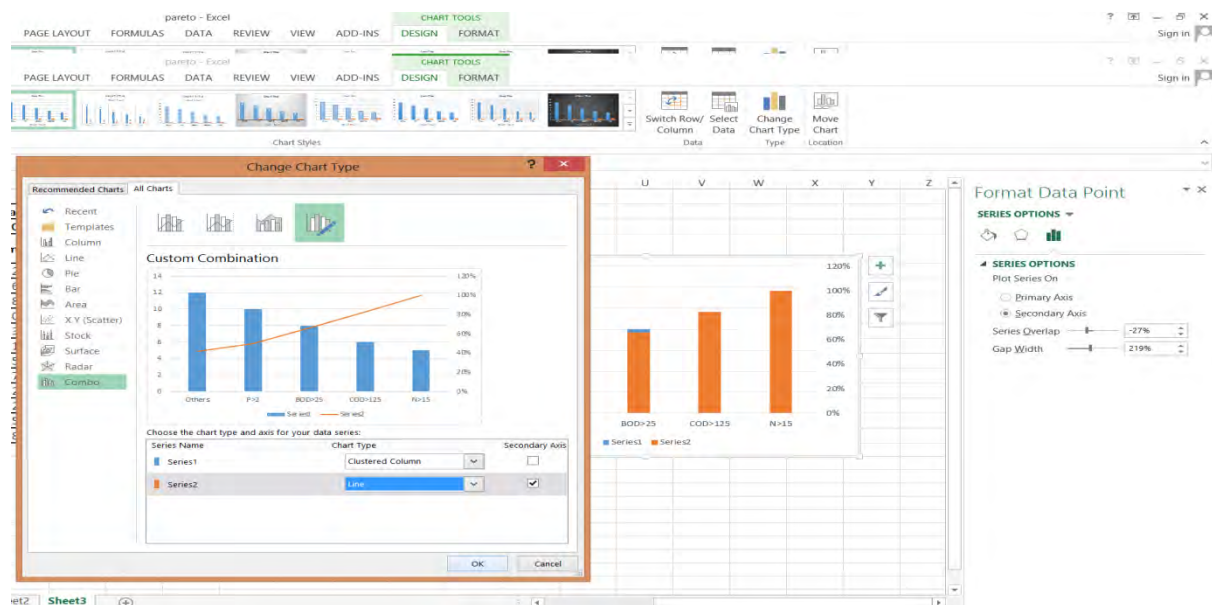 pareto - Excel
CHART TOOLS
?
PAGE LAYOUT FORMULAS DATA REVIEW VIEW ADD-INS DESIGN FORMAT
Sign in
pareto - Excel
CHART TOOLS
?
PAGE LAYOUT FORMULAS DATA REVIEW VIEW ADD-INS DESIGN FORMAT
Sign in
Switch Row/ Column
Select Data
Change Chart Type
Move Chart
Chart Styles
Data
Type
Location
Change Chart Type
?
Recommended Charts
All Charts
Recent
Templates
Column
Line
Pie
Bar
Area
X Y (Scatter)
Stock
Surface
Radar
Combo
Custom Combination
14
12
10
8
6
4
2
0
120%
100%
80%
60%
40%
20%
0%
Others P>2 BOD>25 COD>125 N>15
Series1 Series2
Choose the chart type and axis for your data series:
Series Name Chart Type Secondary Axis
Series1 Clustered Column
Series2 Line
OK Cancel
U V W X Y Z
120%
100%
80%
60%
40%
20%
0%
BOD>25 COD>125 N>15
Series1 Series2
Format Data Point
SERIES OPTIONS
SERIES OPTIONS
Plot Series On
Primary Axis
Secondary Axis
Series Overlap -27%
Gap Width 219%
Sheet3